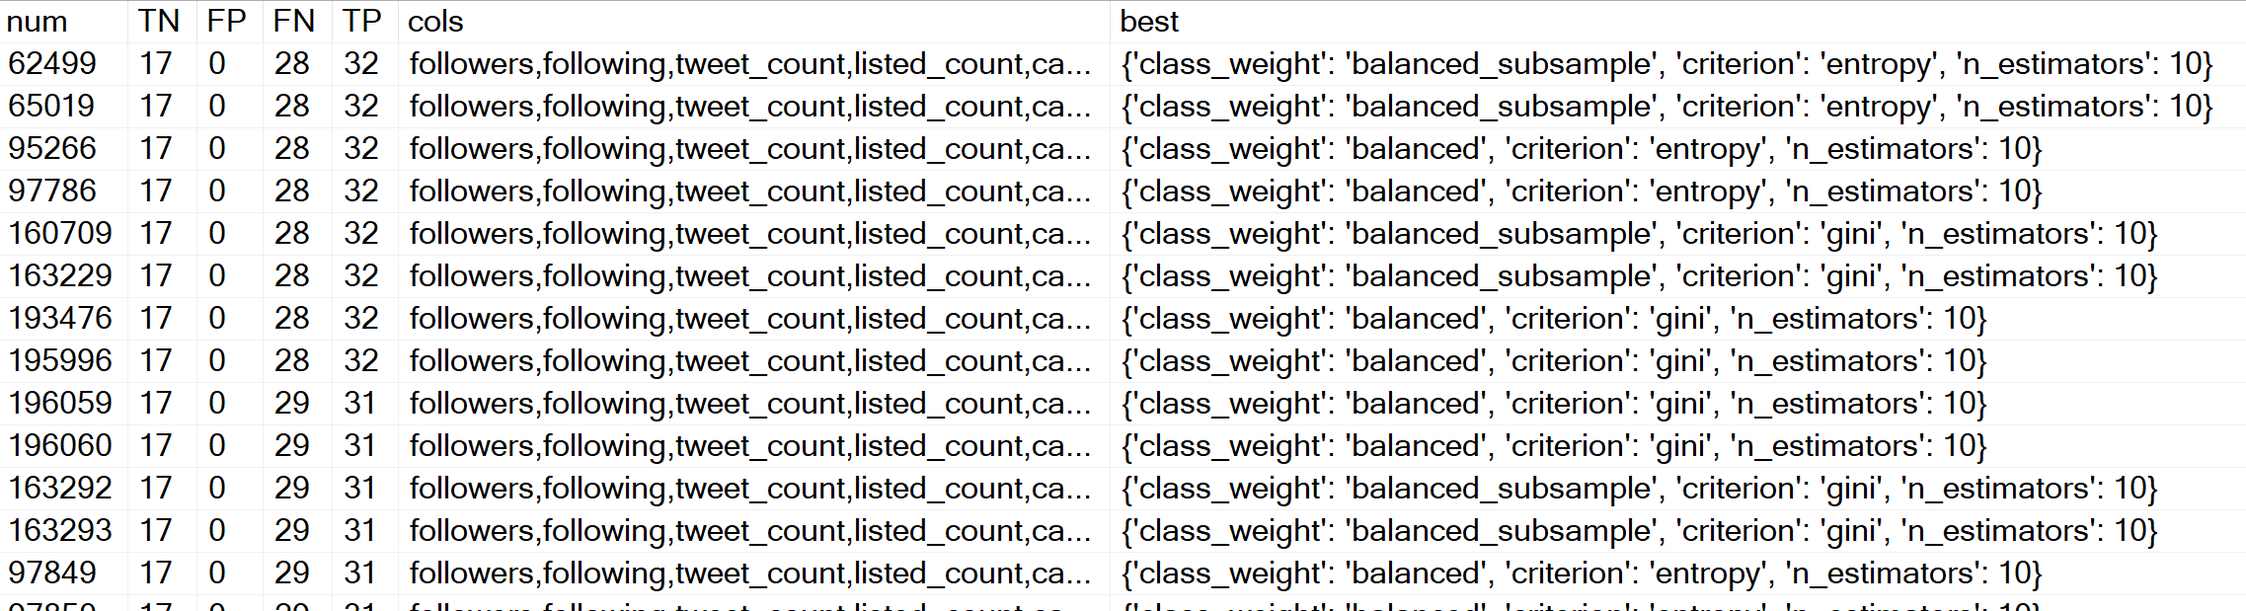 num TN FP FN TP cols best
62499 17 0 28 32 followers,following,tweet_count,listed_count,ca... {'class_weight': 'balanced_subsample', 'criterion': 'entropy', 'n_estimators': 10}
65019 17 0 28 32 followers,following,tweet_count,listed_count,ca... {'class_weight': 'balanced_subsample', 'criterion': 'entropy', 'n_estimators': 10}
95266 17 0 28 32 followers,following,tweet_count,listed_count,ca... {'class_weight': 'balanced', 'criterion': 'entropy', 'n_estimators': 10}
97786 17 0 28 32 followers,following,tweet_count,listed_count,ca... {'class_weight': 'balanced', 'criterion': 'entropy', 'n_estimators': 10}
160709 17 0 28 32 followers,following,tweet_count,listed_count,ca... {'class_weight': 'balanced_subsample', 'criterion': 'gini', 'n_estimators': 10}
163229 17 0 28 32 followers,following,tweet_count,listed_count,ca... {'class_weight': 'balanced_subsample', 'criterion': 'gini', 'n_estimators': 10}
193476 17 0 28 32 followers,following,tweet_count,listed_count,ca... {'class_weight': 'balanced', 'criterion': 'gini', 'n_estimators': 10}
195996 17 0 28 32 followers,following,tweet_count,listed_count,ca... {'class_weight': 'balanced', 'criterion': 'gini', 'n_estimators': 10}
196059 17 0 29 31 followers,following,tweet_count,listed_count,ca... {'class_weight': 'balanced', 'criterion': 'gini', 'n_estimators': 10}
196060 17 0 29 31 followers,following,tweet_count,listed_count,ca... {'class_weight': 'balanced', 'criterion': 'gini', 'n_estimators': 10}
163292 17 0 29 31 followers,following,tweet_count,listed_count,ca... {'class_weight': 'balanced_subsample', 'criterion': 'gini', 'n_estimators': 10}
163293 17 0 29 31 followers,following,tweet_count,listed_count,ca... {'class_weight': 'balanced_subsample', 'criterion': 'gini', 'n_estimators': 10}
97849 17 0 29 31 followers,following,tweet_count,listed_count,ca... {'class_weight': 'balanced', 'criterion': 'entropy', 'n_estimators': 10}